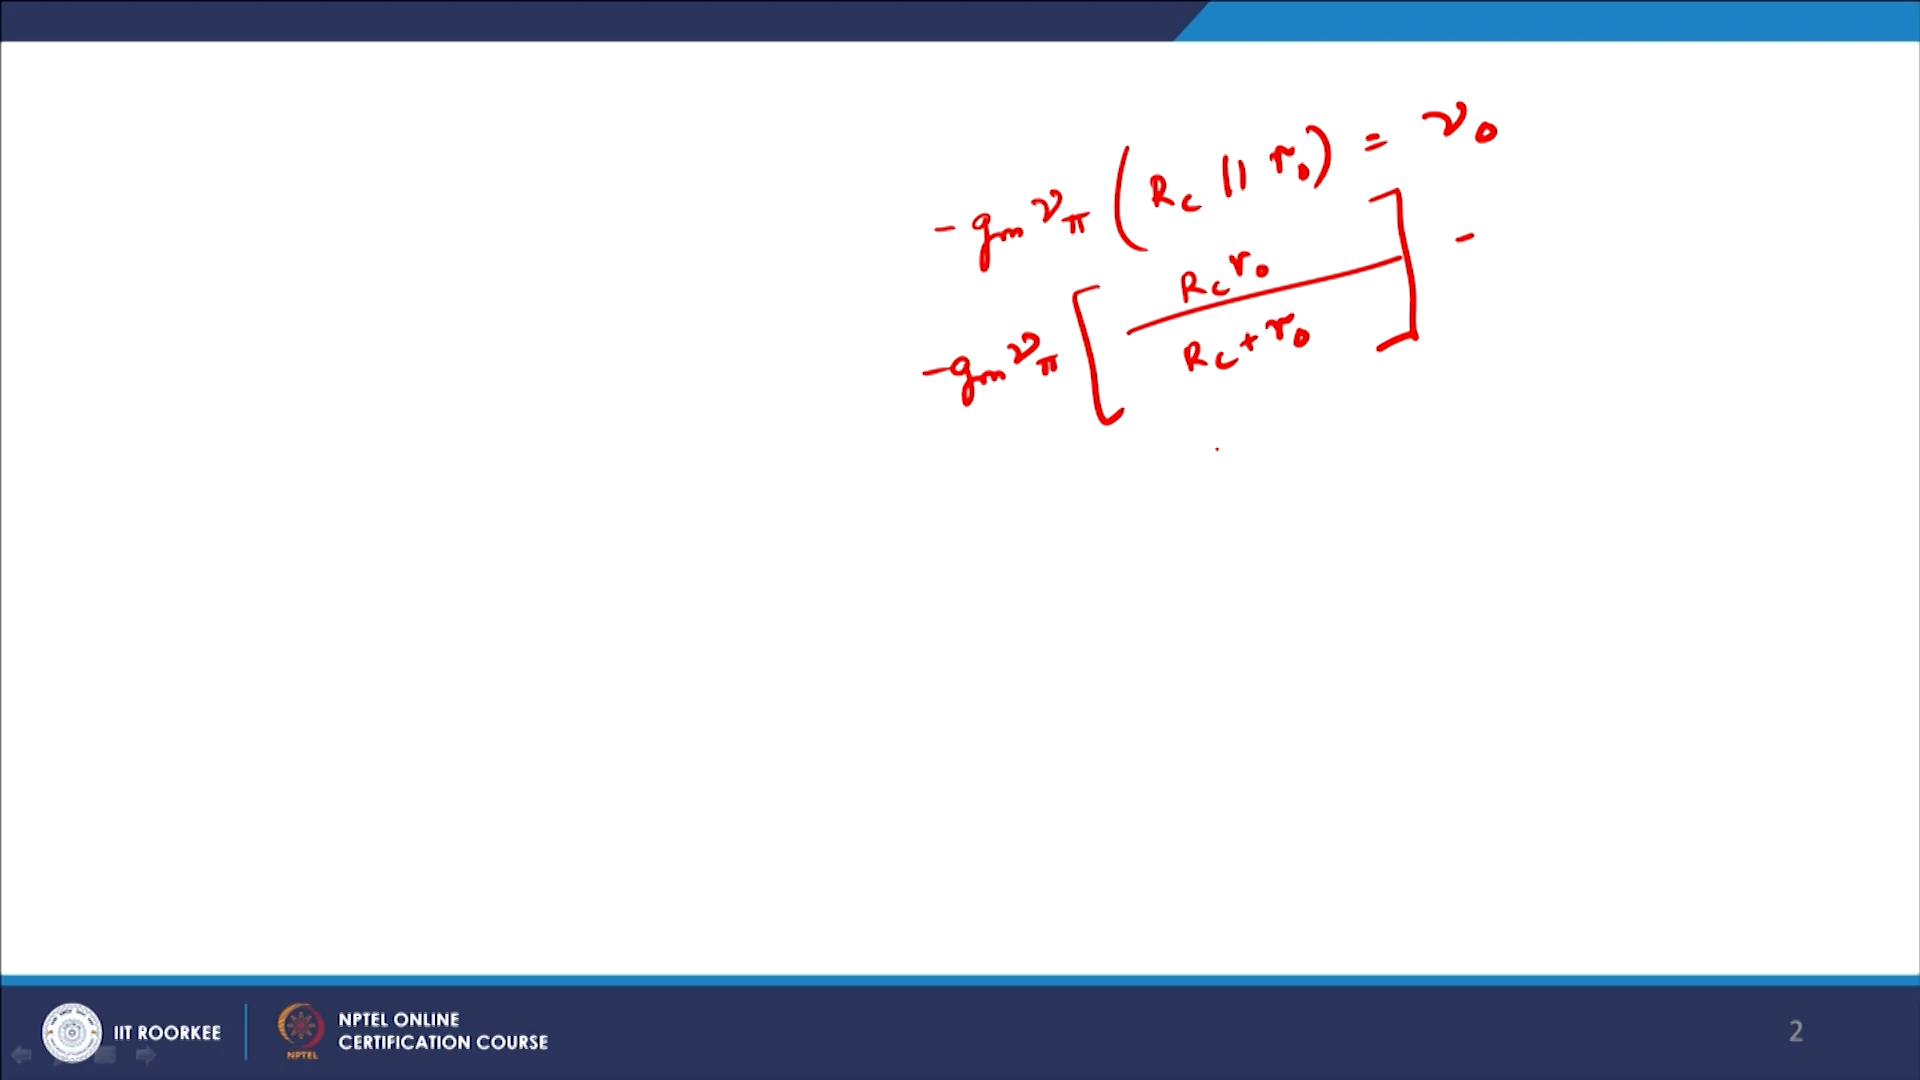 -gm vπ (Rc || ro) = vo
-gm vπ [ Rc ro / Rc + ro ] -
IIT ROORKEE
NPTEL
NPTEL ONLINE
CERTIFICATION COURSE
2